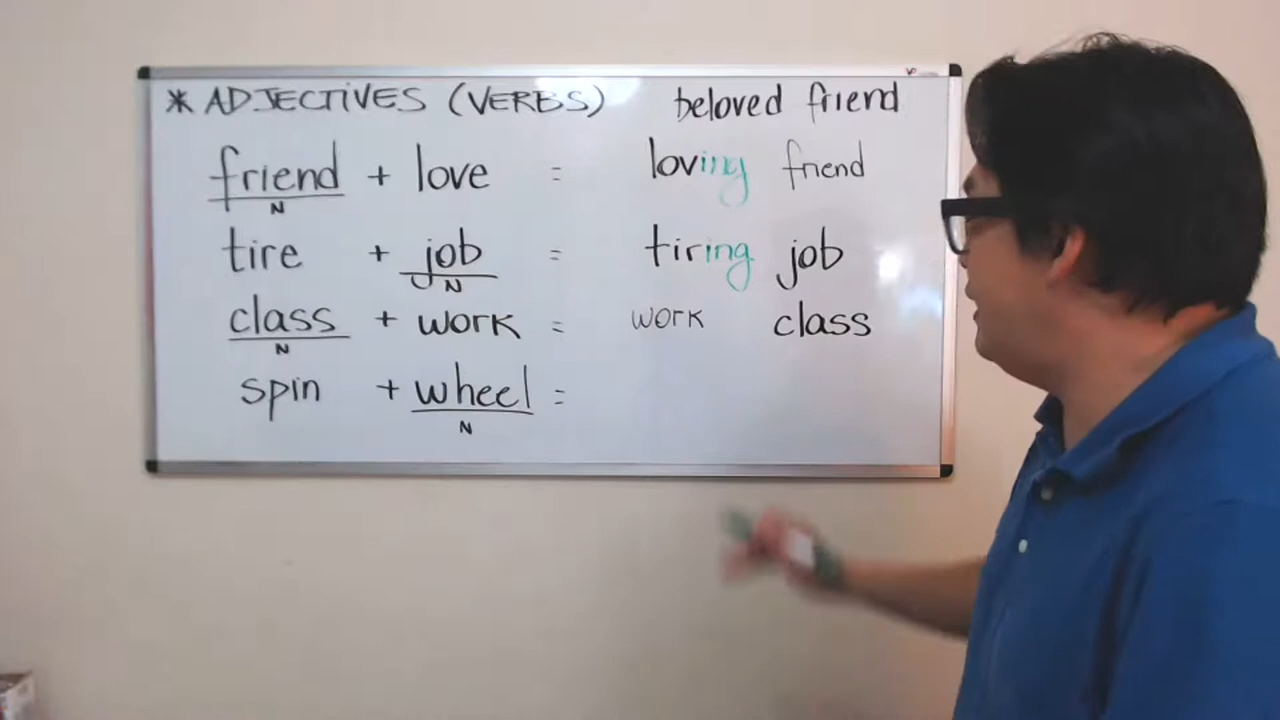 * ADJECTIVES (VERBS) beloved friend
friend + love = loving friend
N
tire + job = tiring job
N
class + work = work class
N
spin + wheel =
N